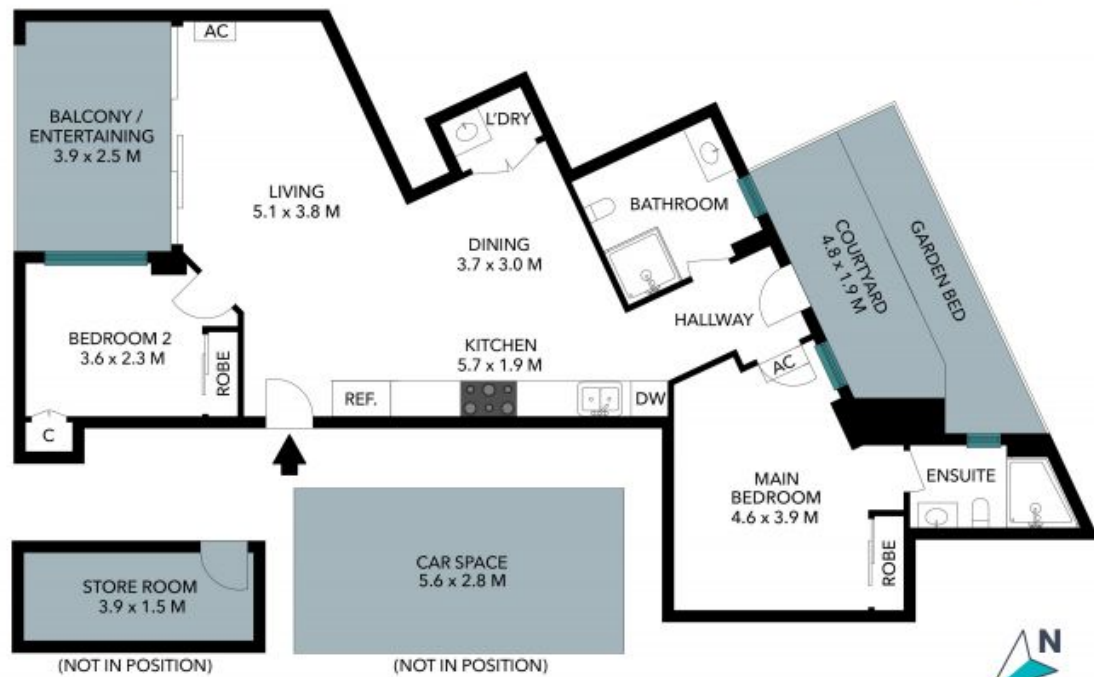 AC
BALCONY /
ENTERTAINING
3.9 x 2.5 M
L'DRY
LIVING
5.1 x 3.8 M
BATHROOM
DINING
3.7 x 3.0 M
COURTYARD
4.8 x 1.9 M
GARDEN BED
HALLWAY
BEDROOM 2
3.6 x 2.3 M
ROBE
KITCHEN
5.7 x 1.9 M
AC
REF.
DW
C
MAIN
BEDROOM
4.6 x 3.9 M
ENSUITE
ROBE
STORE ROOM
3.9 x 1.5 M
(NOT IN POSITION)
CAR SPACE
5.6 x 2.8 M
(NOT IN POSITION)
N